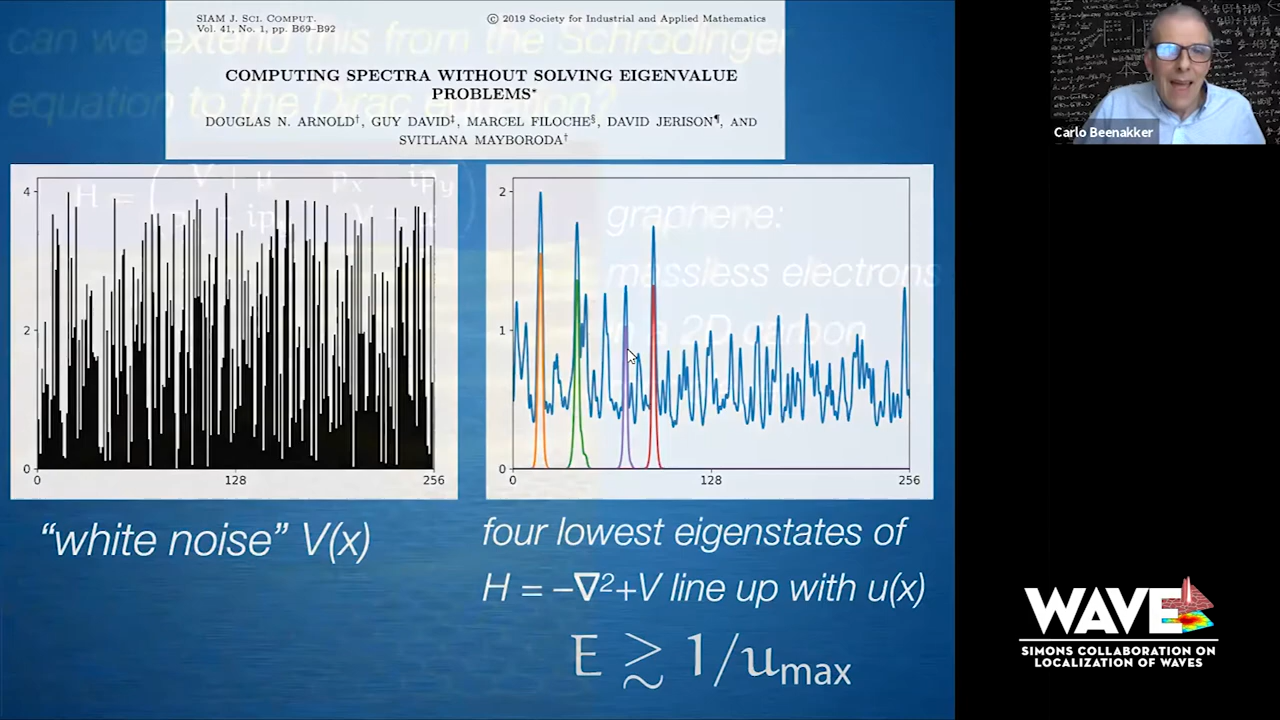 SIAM J. SCI. COMPUT.
Vol. 41, No. 1, pp. B69–B92
© 2019 Society for Industrial and Applied Mathematics
can we extend this from the Schrödinger
equation to the Dirac equation?
COMPUTING SPECTRA WITHOUT SOLVING EIGENVALUE
PROBLEMS*
DOUGLAS N. ARNOLD†, GUY DAVID‡, MARCEL FILOCHE§, DAVID JERISON¶, AND
SVITLANA MAYBORODA†
Carlo Beenakker
4
2
0
0 128 256
2
1
0
0 128 256
graphene:
massless electrons
a 2D carbon
"white noise" V(x)
four lowest eigenstates of
H = −∇²+V line up with u(x)
E ≳ 1/umax
WAVE
SIMONS COLLABORATION ON
LOCALIZATION OF WAVES